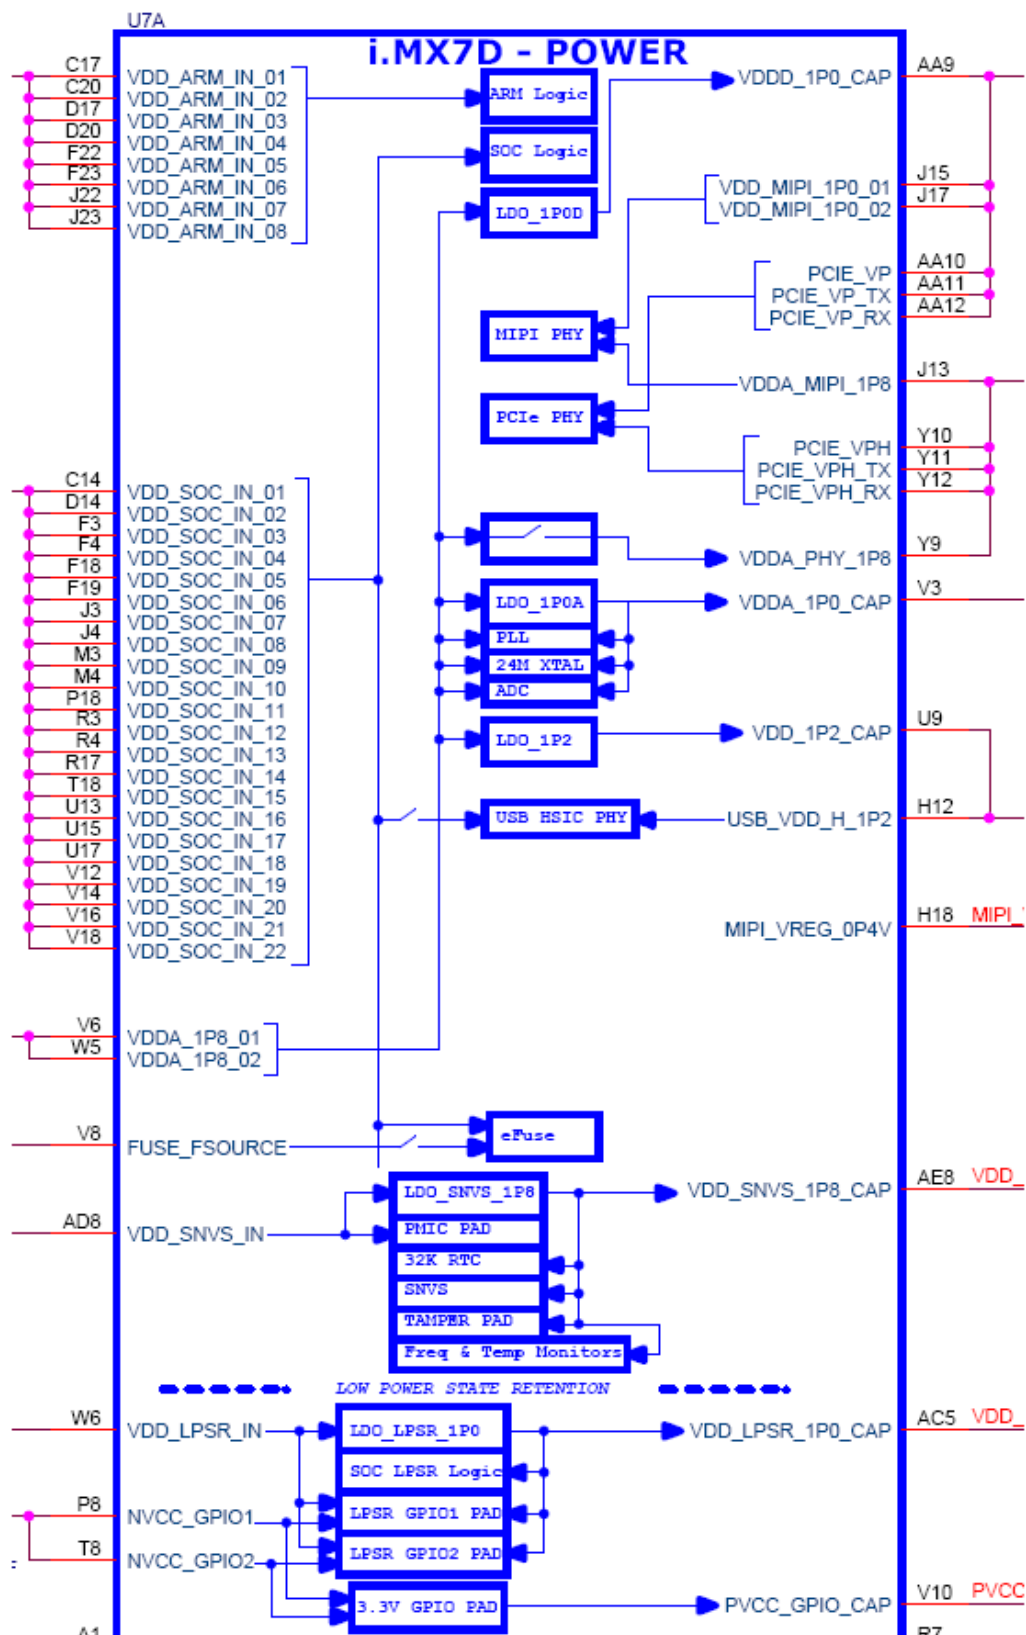 U7A
i.MX7D - POWER
C17 VDD_ARM_IN_01
C20 VDD_ARM_IN_02
D17 VDD_ARM_IN_03
D20 VDD_ARM_IN_04
F22 VDD_ARM_IN_05
F23 VDD_ARM_IN_06
J22 VDD_ARM_IN_07
J23 VDD_ARM_IN_08
ARM Logic
SOC Logic
LDO_1P0D
VDDD_1P0_CAP AA9
VDD_MIPI_1P0_01 J15
VDD_MIPI_1P0_02 J17
PCIE_VP AA10
PCIE_VP_TX AA11
PCIE_VP_RX AA12
MIPI PHY
VDDA_MIPI_1P8 J13
PCIe PHY
PCIE_VPH Y10
PCIE_VPH_TX Y11
PCIE_VPH_RX Y12
C14 VDD_SOC_IN_01
D14 VDD_SOC_IN_02
F3 VDD_SOC_IN_03
F4 VDD_SOC_IN_04
F18 VDD_SOC_IN_05
F19 VDD_SOC_IN_06
J3 VDD_SOC_IN_07
J4 VDD_SOC_IN_08
M3 VDD_SOC_IN_09
M4 VDD_SOC_IN_10
P18 VDD_SOC_IN_11
R3 VDD_SOC_IN_12
R4 VDD_SOC_IN_13
R17 VDD_SOC_IN_14
T18 VDD_SOC_IN_15
U13 VDD_SOC_IN_16
U15 VDD_SOC_IN_17
U17 VDD_SOC_IN_18
V12 VDD_SOC_IN_19
V14 VDD_SOC_IN_20
V16 VDD_SOC_IN_21
V18 VDD_SOC_IN_22
VDDA_PHY_1P8 Y9
LDO_1P0A
VDDA_1P0_CAP V3
PLL
24M XTAL
ADC
LDO_1P2
VDD_1P2_CAP U9
USB HSIC PHY
USB_VDD_H_1P2 H12
MIPI_VREG_0P4V H18 MIPI_
V6 VDDA_1P8_01
W5 VDDA_1P8_02
V8 FUSE_FSOURCE
eFuse
LDO_SNVS_1P8
VDD_SNVS_1P8_CAP AE8 VDD_
AD8 VDD_SNVS_IN
PMIC PAD
32K RTC
SNVS
TAMPER PAD
Freq & Temp Monitors
LOW POWER STATE RETENTION
W6 VDD_LPSR_IN
LDO_LPSR_1P0
VDD_LPSR_1P0_CAP AC5 VDD_
SOC LPSR Logic
P8 NVCC_GPIO1
LPSR GPIO1 PAD
T8 NVCC_GPIO2
LPSR GPIO2 PAD
3.3V GPIO PAD
PVCC_GPIO_CAP V10 PVCC